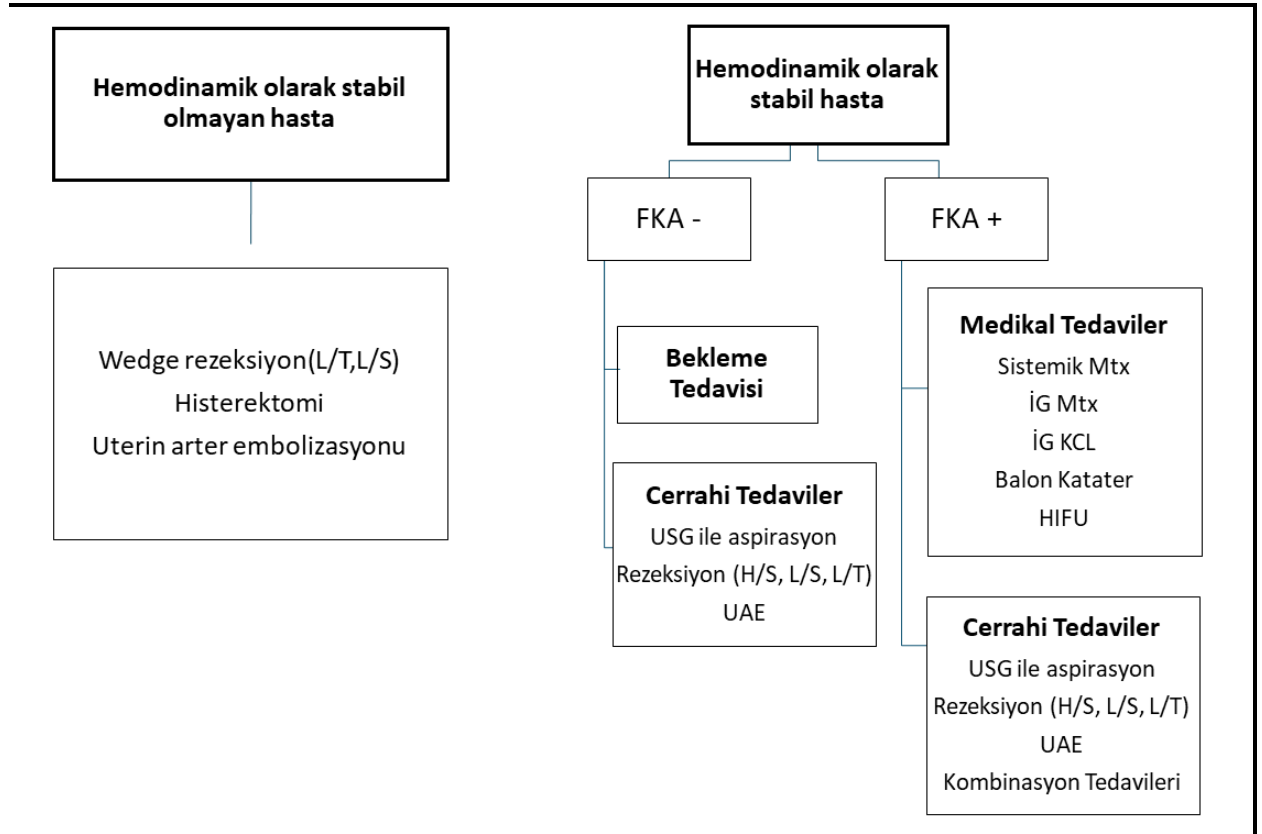 Hemodinamik olarak stabil
olmayan hasta
Wedge rezeksiyon(L/T,L/S)
Histerektomi
Uterin arter embolizasyonu
Hemodinamik olarak
stabil hasta
FKA -
Bekleme
Tedavisi
Cerrahi Tedaviler
USG ile aspirasyon
Rezeksiyon (H/S, L/S, L/T)
UAE
FKA +
Medikal Tedaviler
Sistemik Mtx
İG Mtx
İG KCL
Balon Katater
HIFU
Cerrahi Tedaviler
USG ile aspirasyon
Rezeksiyon (H/S, L/S, L/T)
UAE
Kombinasyon Tedavileri